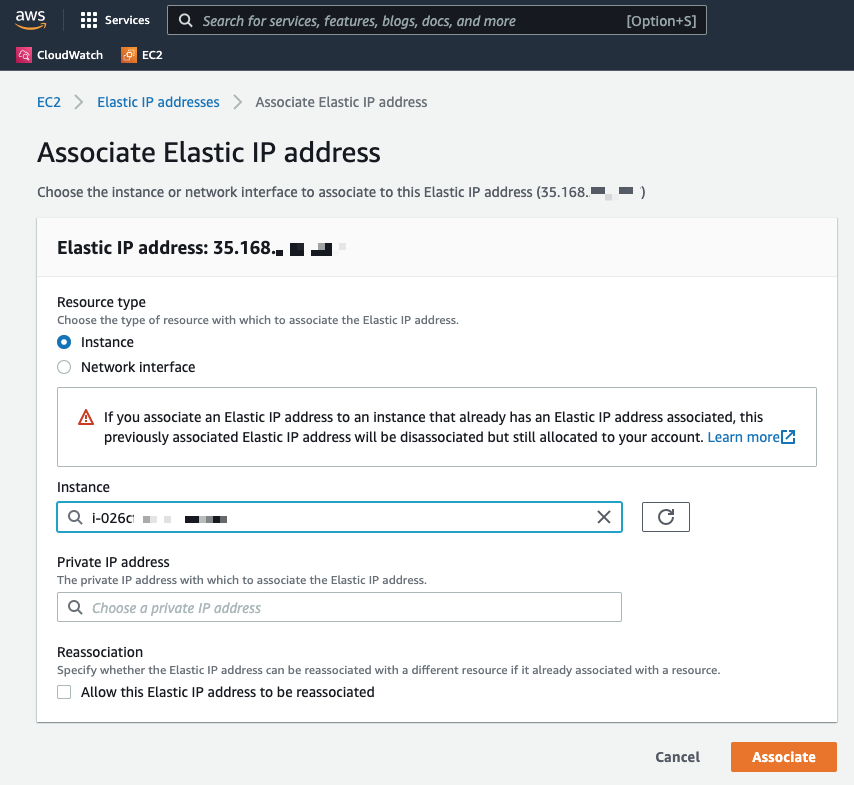 aws
Services
Search for services, features, blogs, docs, and more
[Option+S]
CloudWatch
EC2
EC2 > Elastic IP addresses > Associate Elastic IP address
Associate Elastic IP address
Choose the instance or network interface to associate to this Elastic IP address (35.168. )
Elastic IP address: 35.168.
Resource type
Choose the type of resource with which to associate the Elastic IP address.
Instance
Network interface
If you associate an Elastic IP address to an instance that already has an Elastic IP address associated, this
previously associated Elastic IP address will be disassociated but still allocated to your account. Learn more
Instance
i-026c
Private IP address
The private IP address with which to associate the Elastic IP address.
Choose a private IP address
Reassociation
Specify whether the Elastic IP address can be reassociated with a different resource if it already associated with a resource.
Allow this Elastic IP address to be reassociated
Cancel
Associate